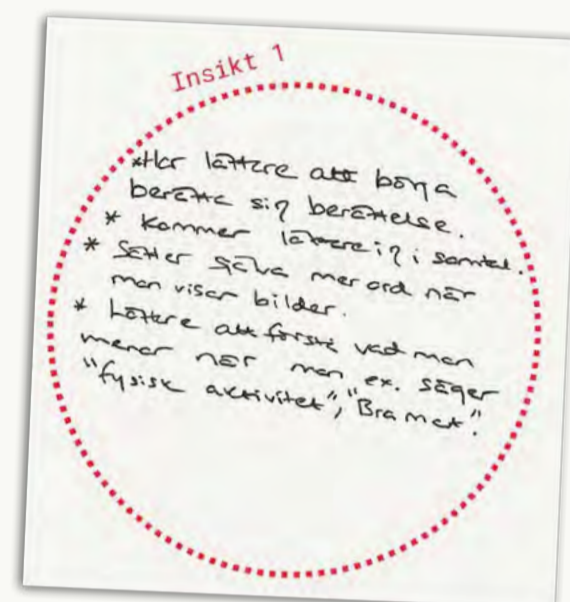 Insikt 1
*Har lättare att börja
berätta sin berättelse.
* Kommer lättare in i samtal.
* Sätter själva mer ord när
man visar bilder.
* Lättare att förstå vad man
menar när man ex. säger
"fysisk aktivitet", "Bra mat".